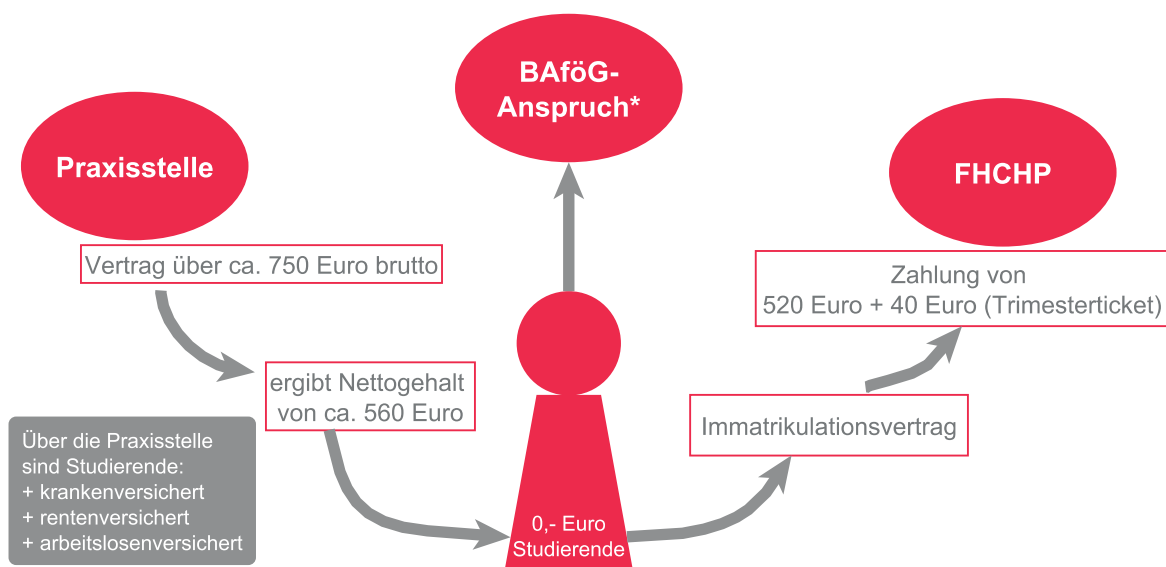 BAföG-
Anspruch*
Praxisstelle
FHCHP
Vertrag über ca. 750 Euro brutto
Zahlung von
520 Euro + 40 Euro (Trimesterticket)
ergibt Nettogehalt
von ca. 560 Euro
Immatrikulationsvertrag
Über die Praxisstelle
sind Studierende:
+ krankenversichert
+ rentenversichert
+ arbeitslosenversichert
0,- Euro
Studierende